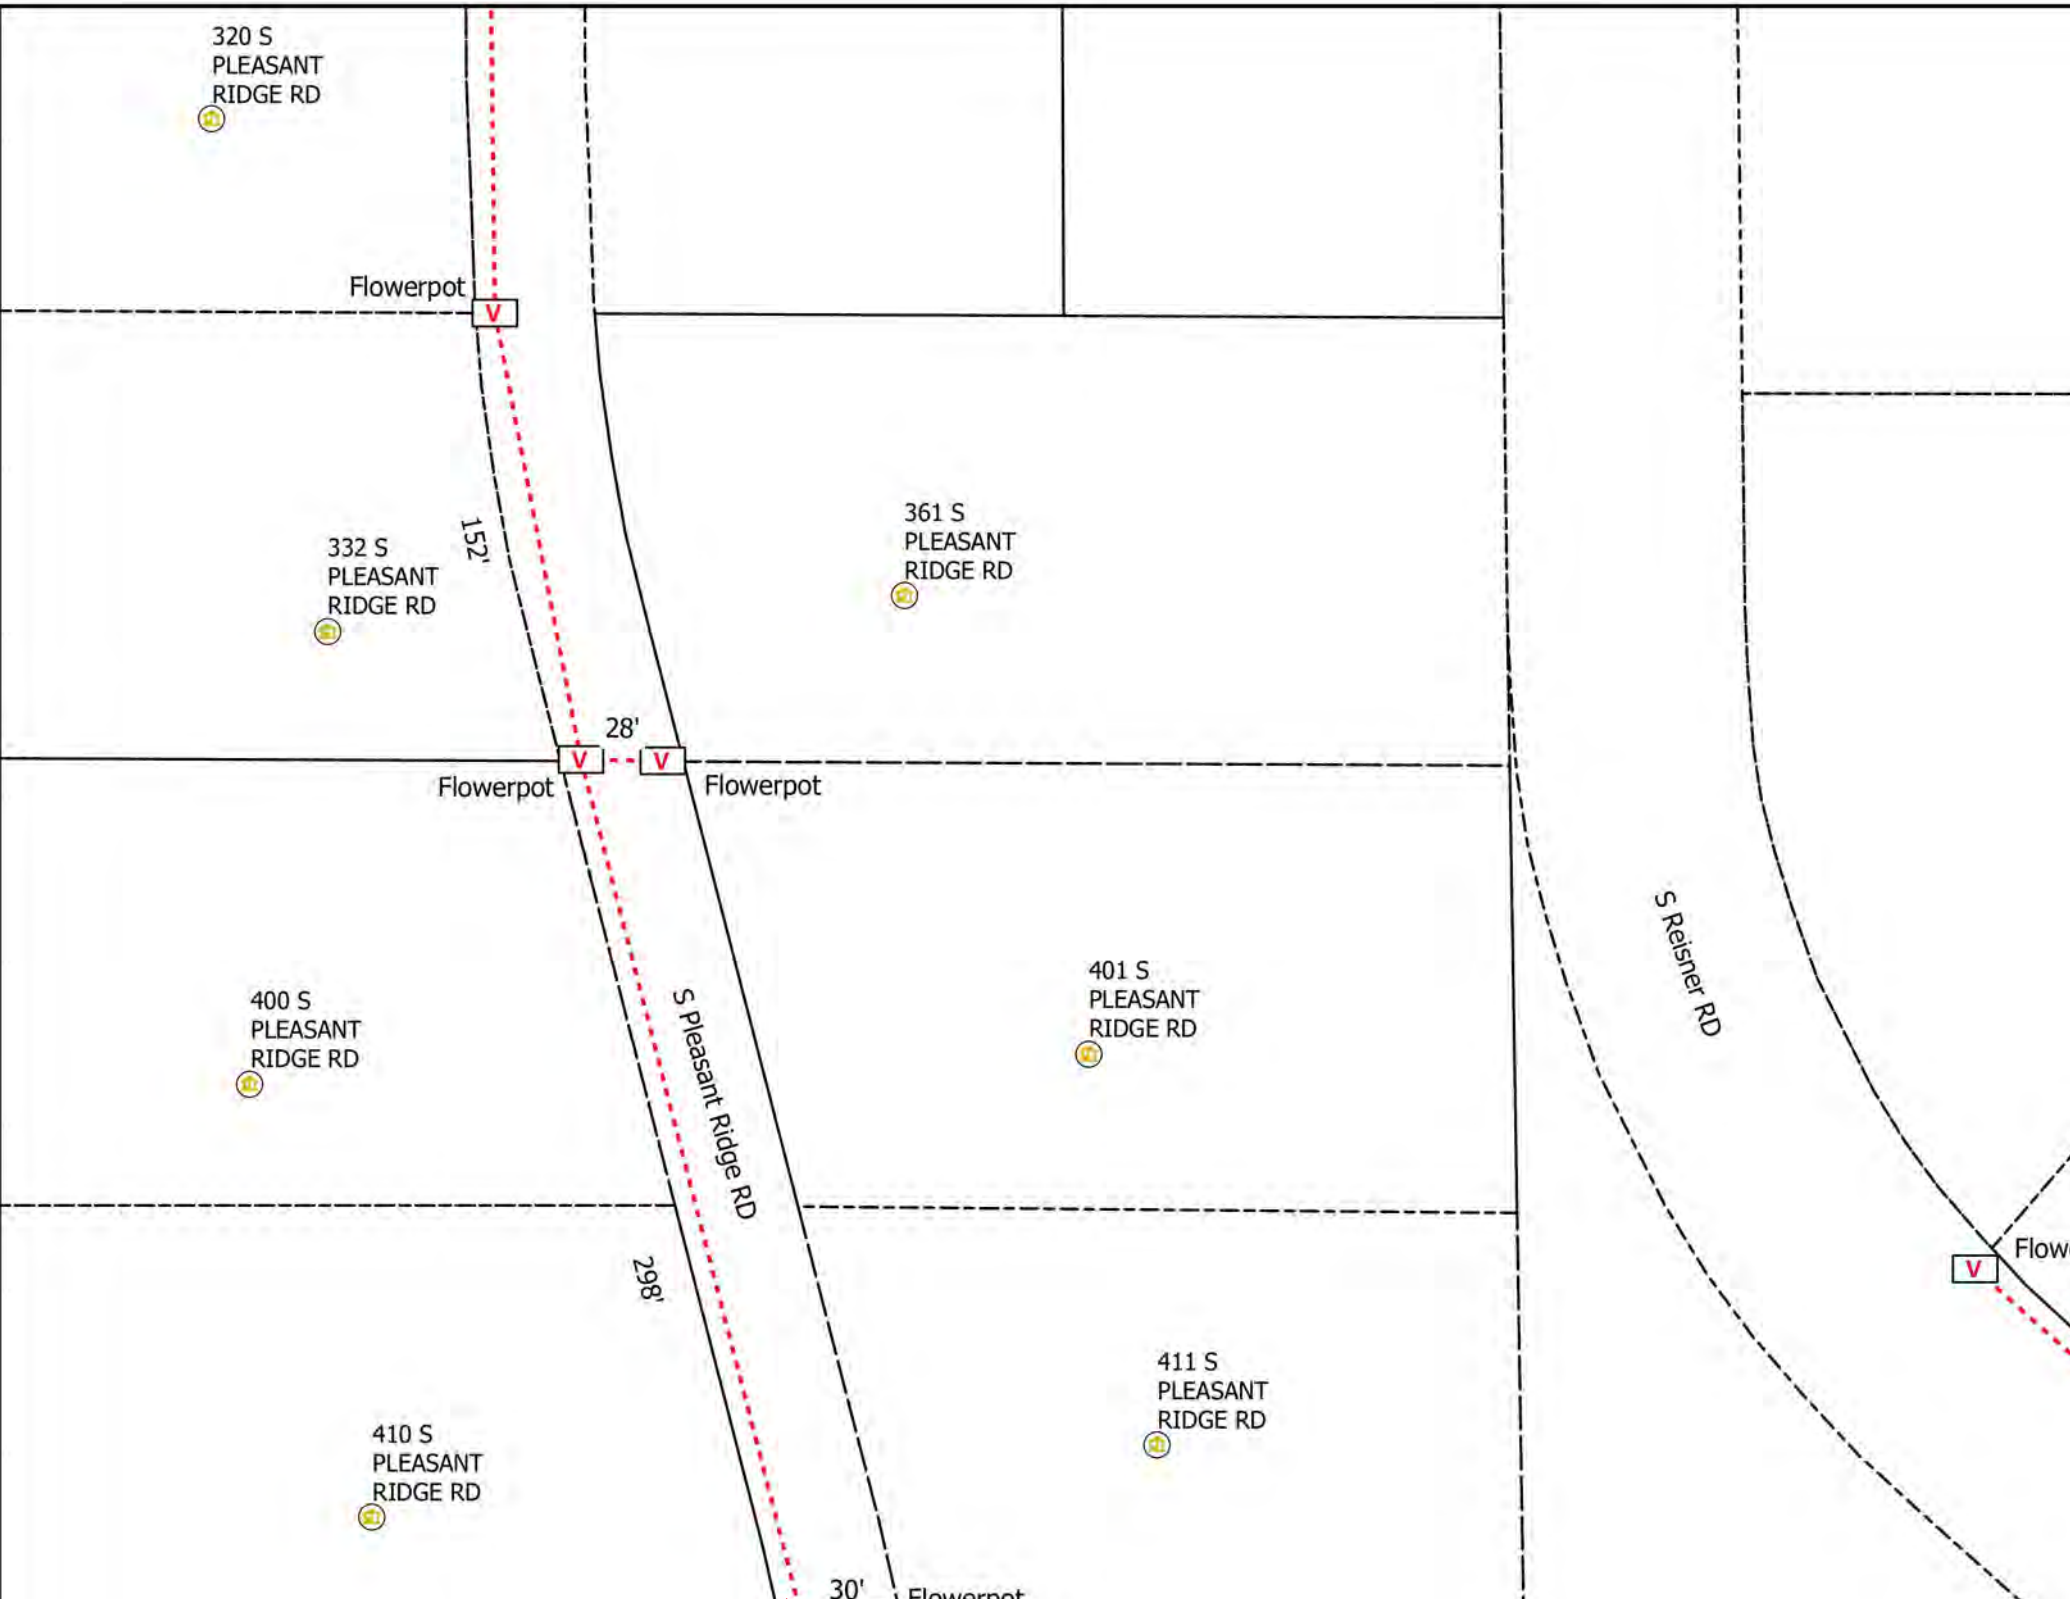 320 S
PLEASANT
RIDGE RD
Flowerpot
V
361 S
PLEASANT
RIDGE RD
152'
332 S
PLEASANT
RIDGE RD
28'
V
V
Flowerpot
Flowerpot
S Reisner RD
401 S
PLEASANT
RIDGE RD
400 S
PLEASANT
RIDGE RD
S Pleasant Ridge RD
Flow
V
298'
411 S
PLEASANT
RIDGE RD
410 S
PLEASANT
RIDGE RD
30'
Flowerpot